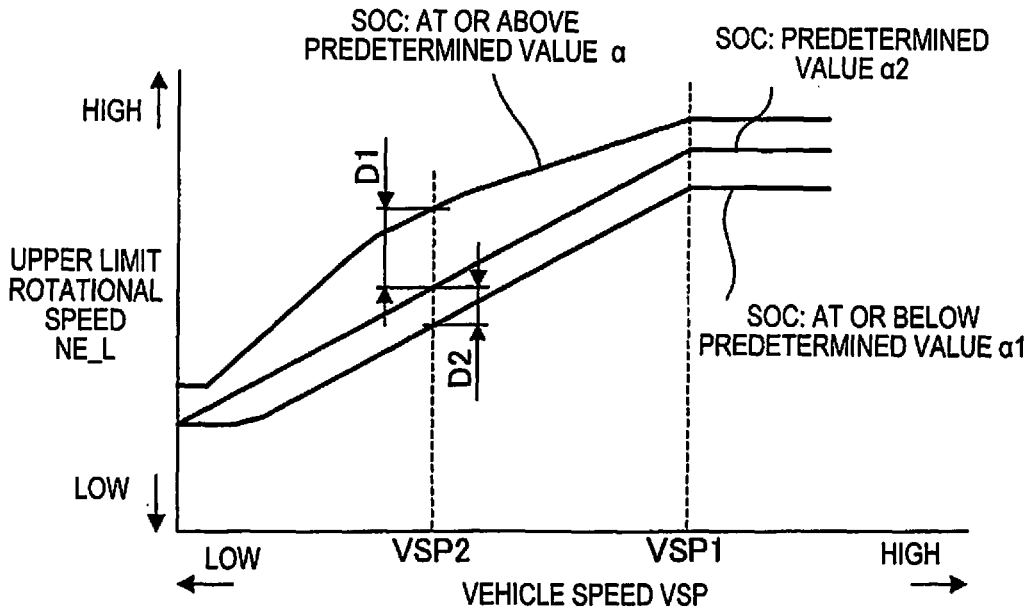 SOC: AT OR ABOVE
PREDETERMINED VALUE α
SOC: PREDETERMINED
VALUE α2
HIGH
D1
UPPER LIMIT
ROTATIONAL
SPEED
NE_L
D2
SOC: AT OR BELOW
PREDETERMINED VALUE α1
LOW
LOW
VSP2
VSP1
HIGH
VEHICLE SPEED VSP